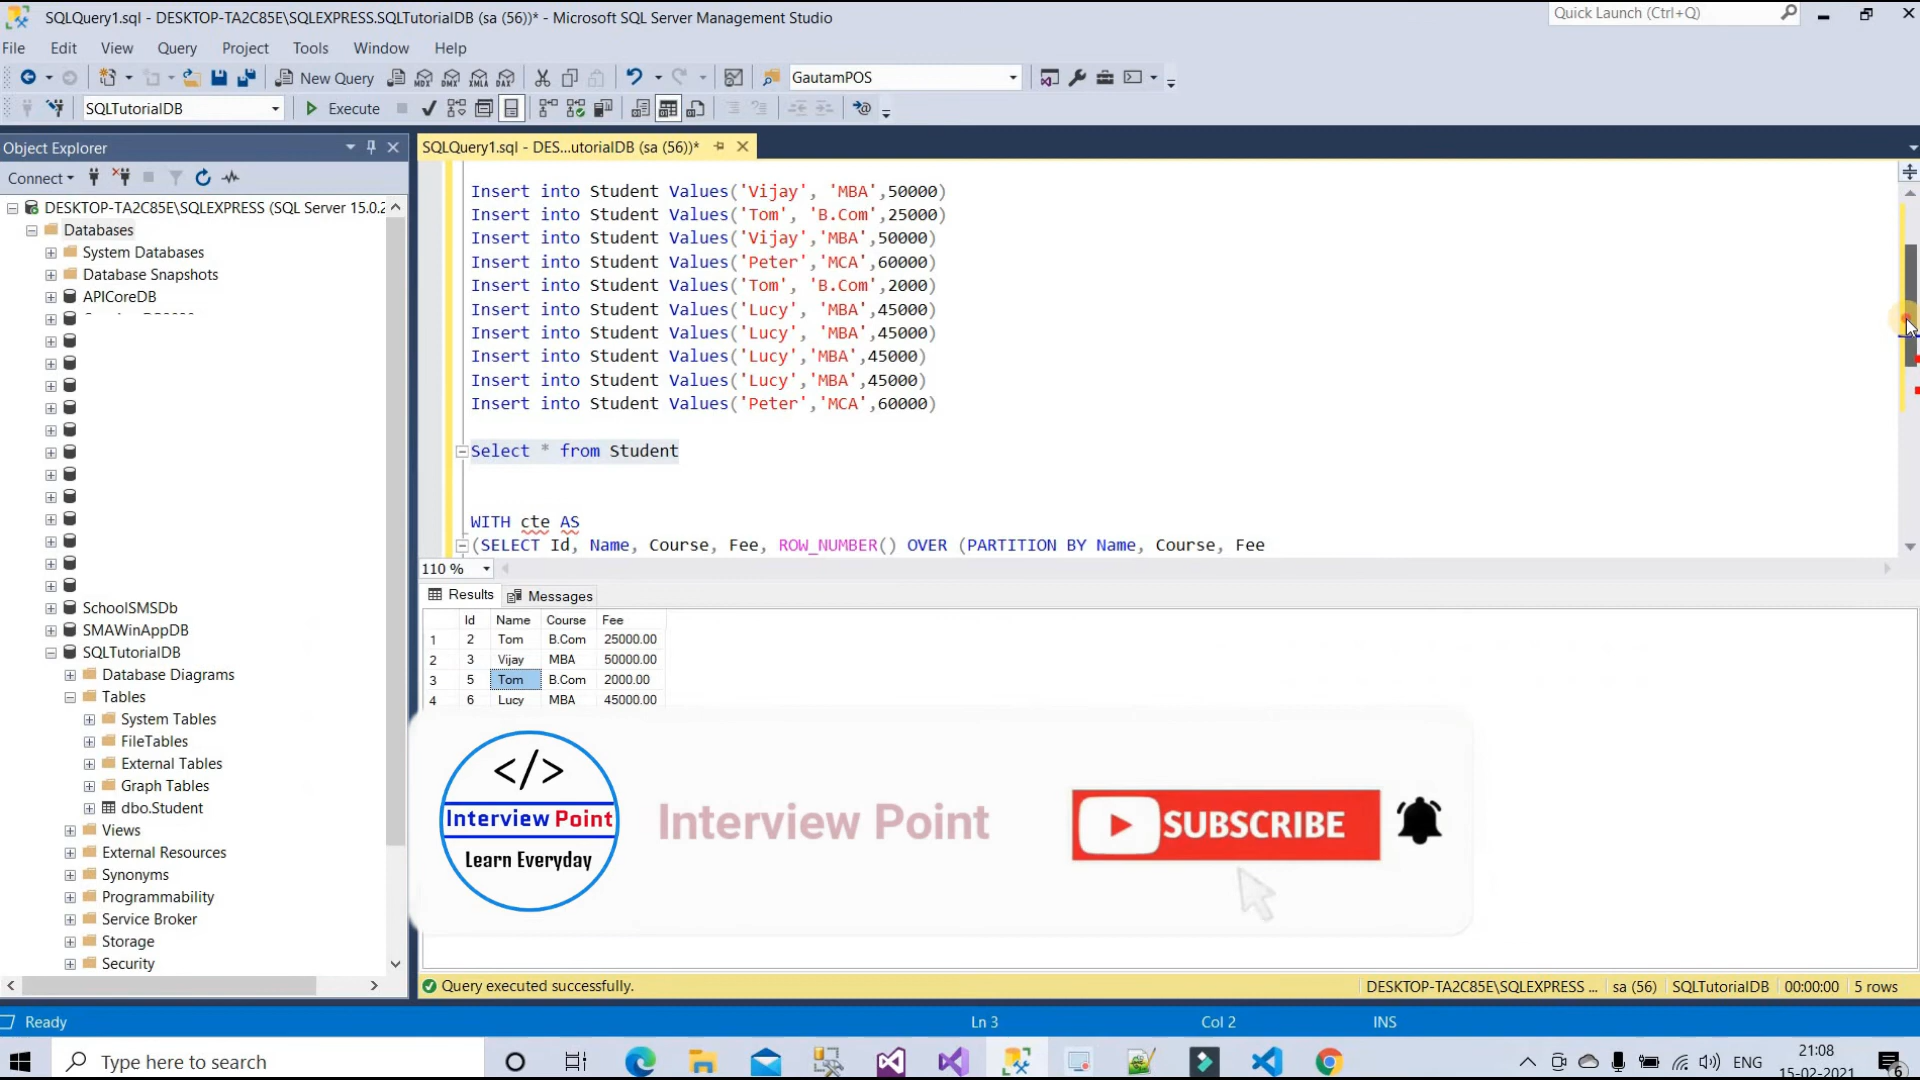 SQLQuery1.sql - DESKTOP-TA2C85E\SQLEXPRESS.SQLTutorialDB (sa (56))* - Microsoft SQL Server Management Studio
Quick Launch (Ctrl+Q)
File Edit View Query Project Tools Window Help
New Query MDX DMX XMLA DAX GautamPOS
SQLTutorialDB Execute
Object Explorer
SQLQuery1.sql - DES...utorialDB (sa (56))*
Connect
DESKTOP-TA2C85E\SQLEXPRESS (SQL Server 15.0.2
Databases
System Databases
Database Snapshots
APICoreDB
SchoolSMSDb
SMAWinAppDB
SQLTutorialDB
Database Diagrams
Tables
System Tables
FileTables
External Tables
Graph Tables
dbo.Student
Views
External Resources
Synonyms
Programmability
Service Broker
Storage
Security
Insert into Student Values('Vijay', 'MBA',50000)
Insert into Student Values('Tom', 'B.Com',25000)
Insert into Student Values('Vijay','MBA',50000)
Insert into Student Values('Peter','MCA',60000)
Insert into Student Values('Tom', 'B.Com',2000)
Insert into Student Values('Lucy', 'MBA',45000)
Insert into Student Values('Lucy', 'MBA',45000)
Insert into Student Values('Lucy','MBA',45000)
Insert into Student Values('Lucy','MBA',45000)
Insert into Student Values('Peter','MCA',60000)
Select * from Student
WITH cte AS
(SELECT Id, Name, Course, Fee, ROW_NUMBER() OVER (PARTITION BY Name, Course, Fee
110 %
Results Messages
Id Name Course Fee
1 2 Tom B.Com 25000.00
2 3 Vijay MBA 50000.00
3 5 Tom B.Com 2000.00
4 6 Lucy MBA 45000.00
</>
Interview Point
Learn Everyday
Interview Point
SUBSCRIBE
Query executed successfully.
DESKTOP-TA2C85E\SQLEXPRESS ... sa (56) SQLTutorialDB 00:00:00 5 rows
Ready Ln 3 Col 2 INS
Type here to search
ENG
21:08
15-02-2021
6